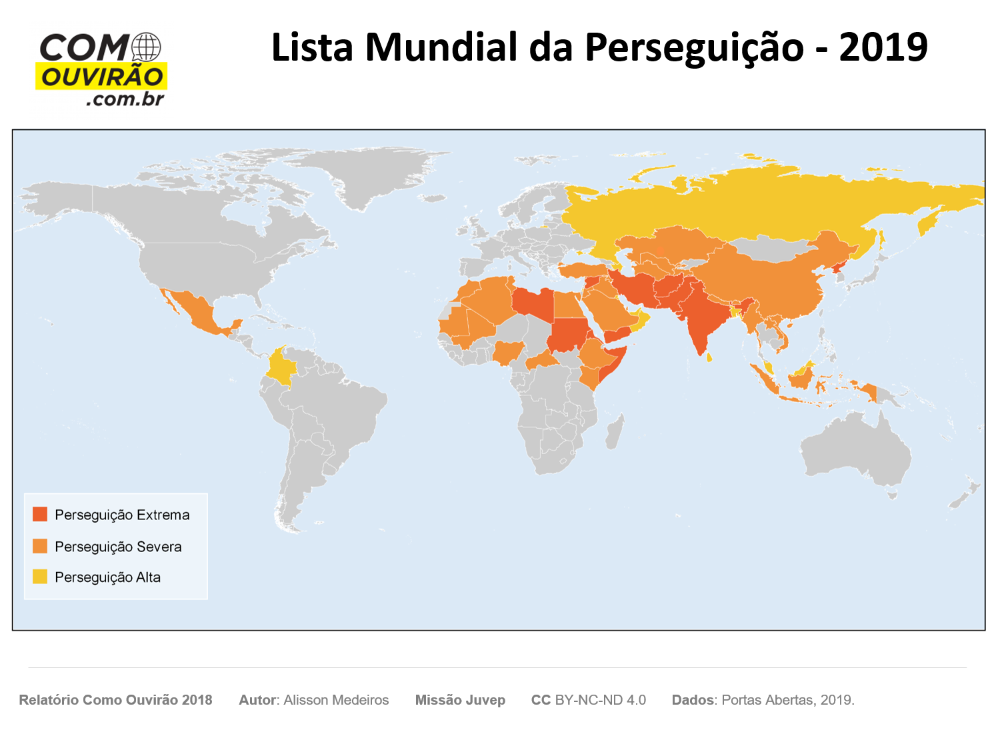 COMO
OUVIRÃO
.com.br
Lista Mundial da Perseguição - 2019
Perseguição Extrema
Perseguição Severa
Perseguição Alta
Relatório Como Ouvirão 2018 Autor: Alisson Medeiros Missão Juvep CC BY-NC-ND 4.0 Dados: Portas Abertas, 2019.